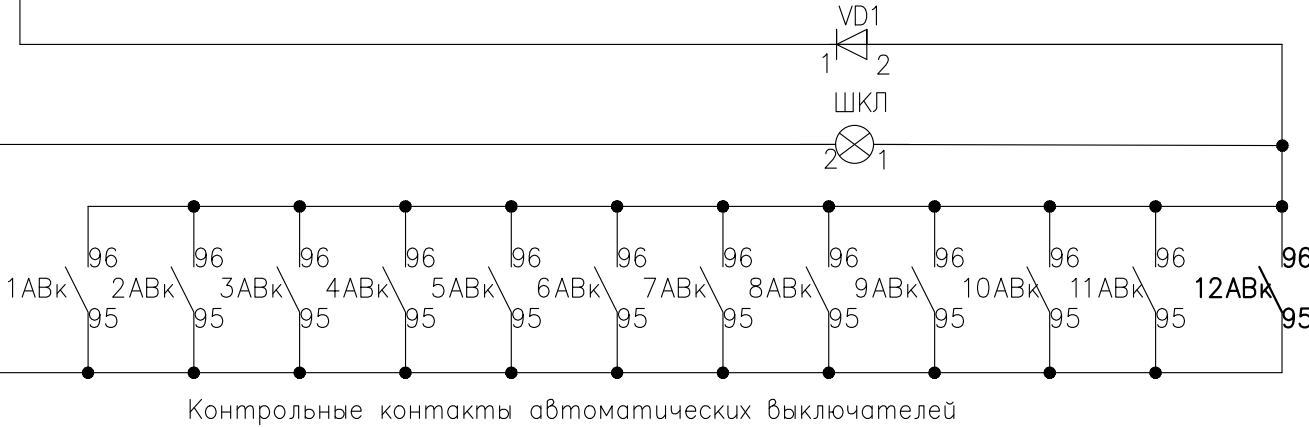 VD1
1 2
ШКЛ
2 1
96 96 96 96 96 96 96 96 96 96 96 96
1АВк 2АВк 3АВк 4АВк 5АВк 6АВк 7АВк 8АВк 9АВк 10АВк 11АВк 12АВк
95 95 95 95 95 95 95 95 95 95 95 95
Контрольные контакты автоматических выключателей